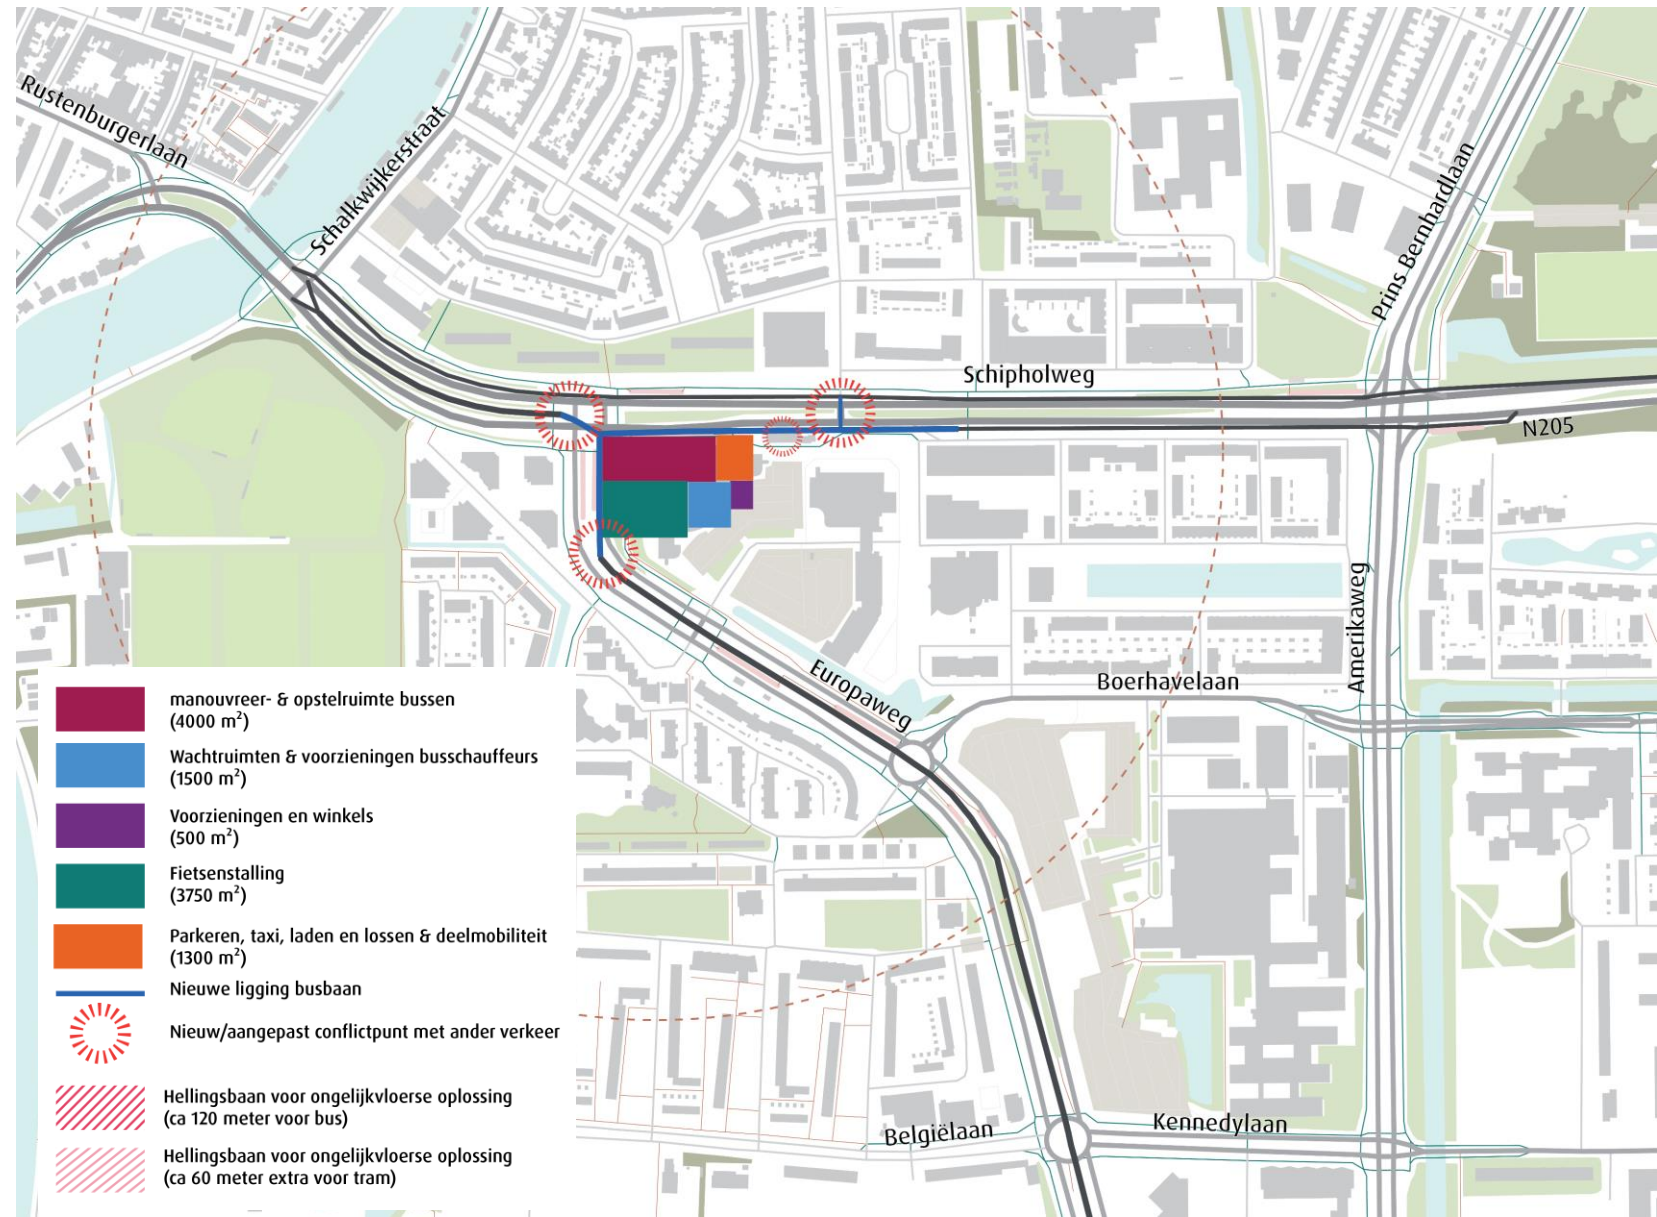 Rustenburgerlaan
Schalkwijkerstraat
Prins Bernhardlaan
Schipholweg
N205
Amerikaweg
Europaweg
Boerhavelaan
Kennedylaan
Belgiëlaan
manouvreer- & opstelruimte bussen
(4000 m²)
Wachtruimten & voorzieningen busschauffeurs
(1500 m²)
Voorzieningen en winkels
(500 m²)
Fietsenstalling
(3750 m²)
Parkeren, taxi, laden en lossen & deelmobiliteit
(1300 m²)
Nieuwe ligging busbaan
Nieuw/aangepast conflictpunt met ander verkeer
Hellingsbaan voor ongelijkvloerse oplossing
(ca 120 meter voor bus)
Hellingsbaan voor ongelijkvloerse oplossing
(ca 60 meter extra voor tram)